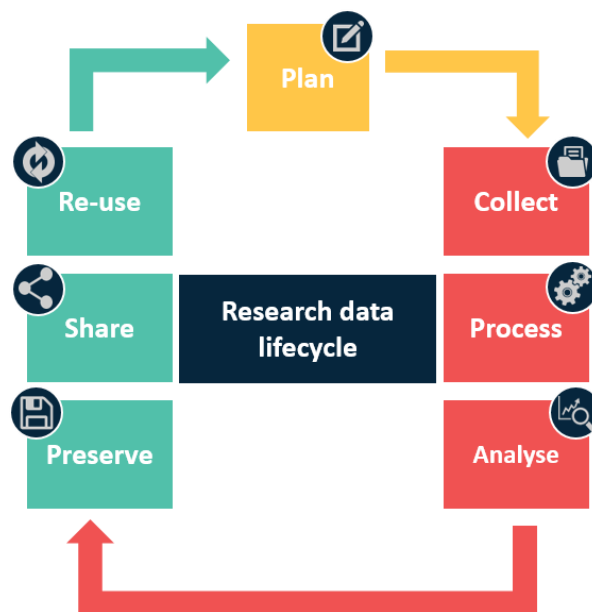 Plan
Re-use
Collect
Share
Research data
lifecycle
Process
Preserve
Analyse